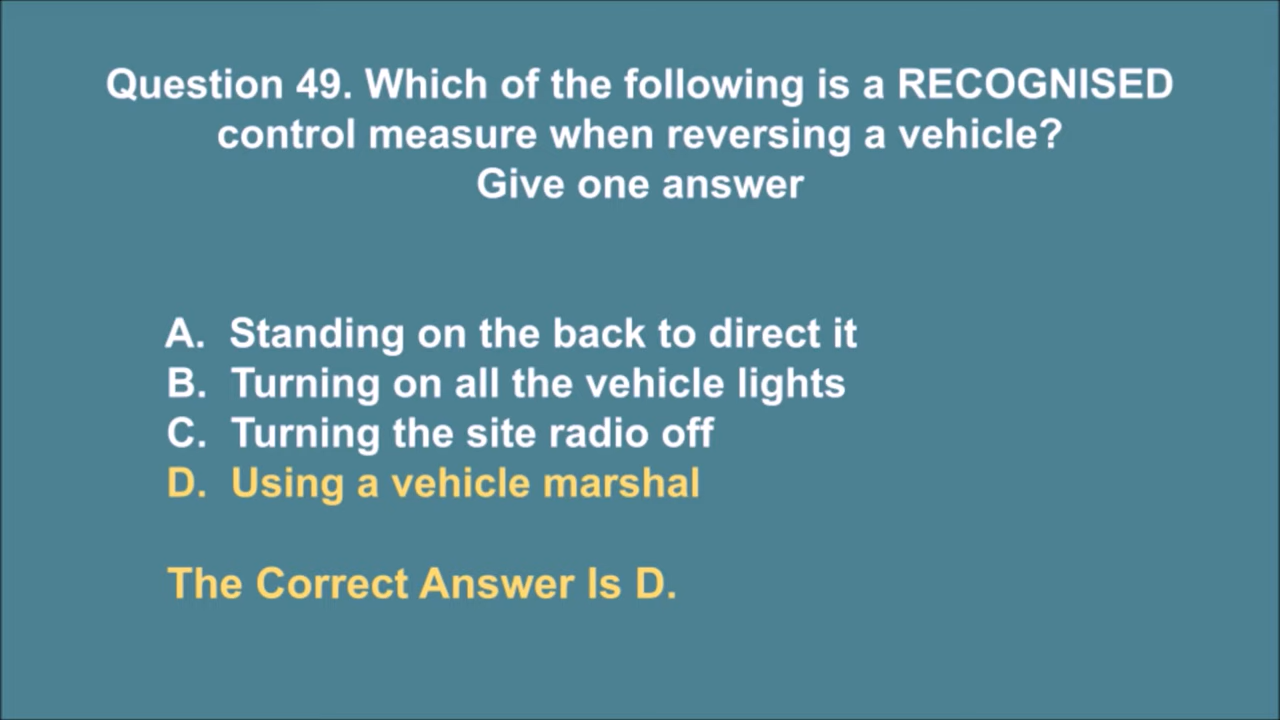 Question 49. Which of the following is a RECOGNISED
control measure when reversing a vehicle?
Give one answer
A. Standing on the back to direct it
B. Turning on all the vehicle lights
C. Turning the site radio off
D. Using a vehicle marshal
The Correct Answer Is D.